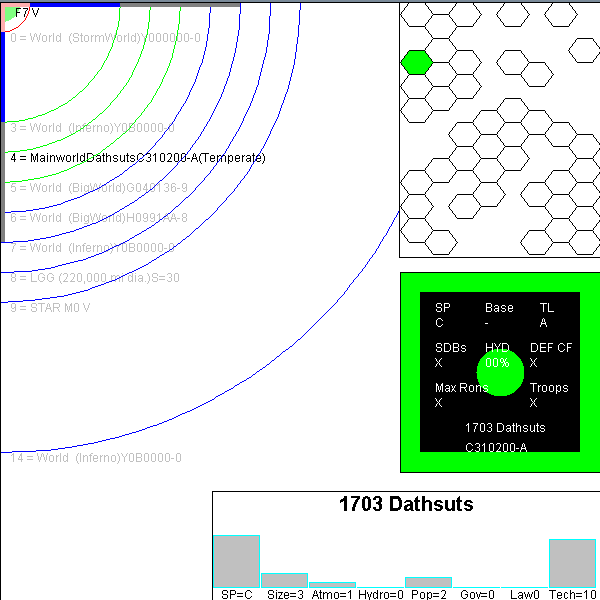 F7 V
0 = World (StormWorld)Y000000-0
3 = World (Inferno)Y0B0000-0
4 = MainworldDathsutsC310200-A(Temperate)
5 = World (BigWorld)G040136-9
6 = World (BigWorld)H0991AA-8
7 = World (Inferno)Y0B0000-0
8 = LGG (220,000 mi dia.)S=30
9 = STAR M0 V
14 = World (Inferno)Y0B0000-0
SP Base TL
C - A
SDBs HYD DEF CF
X 00% X
Max Rons Troops
X X
1703 Dathsuts
C310200-A
1703 Dathsuts
SP=C Size=3 Atmo=1 Hydro=0 Pop=2 Gov=0 Law0 Tech=10